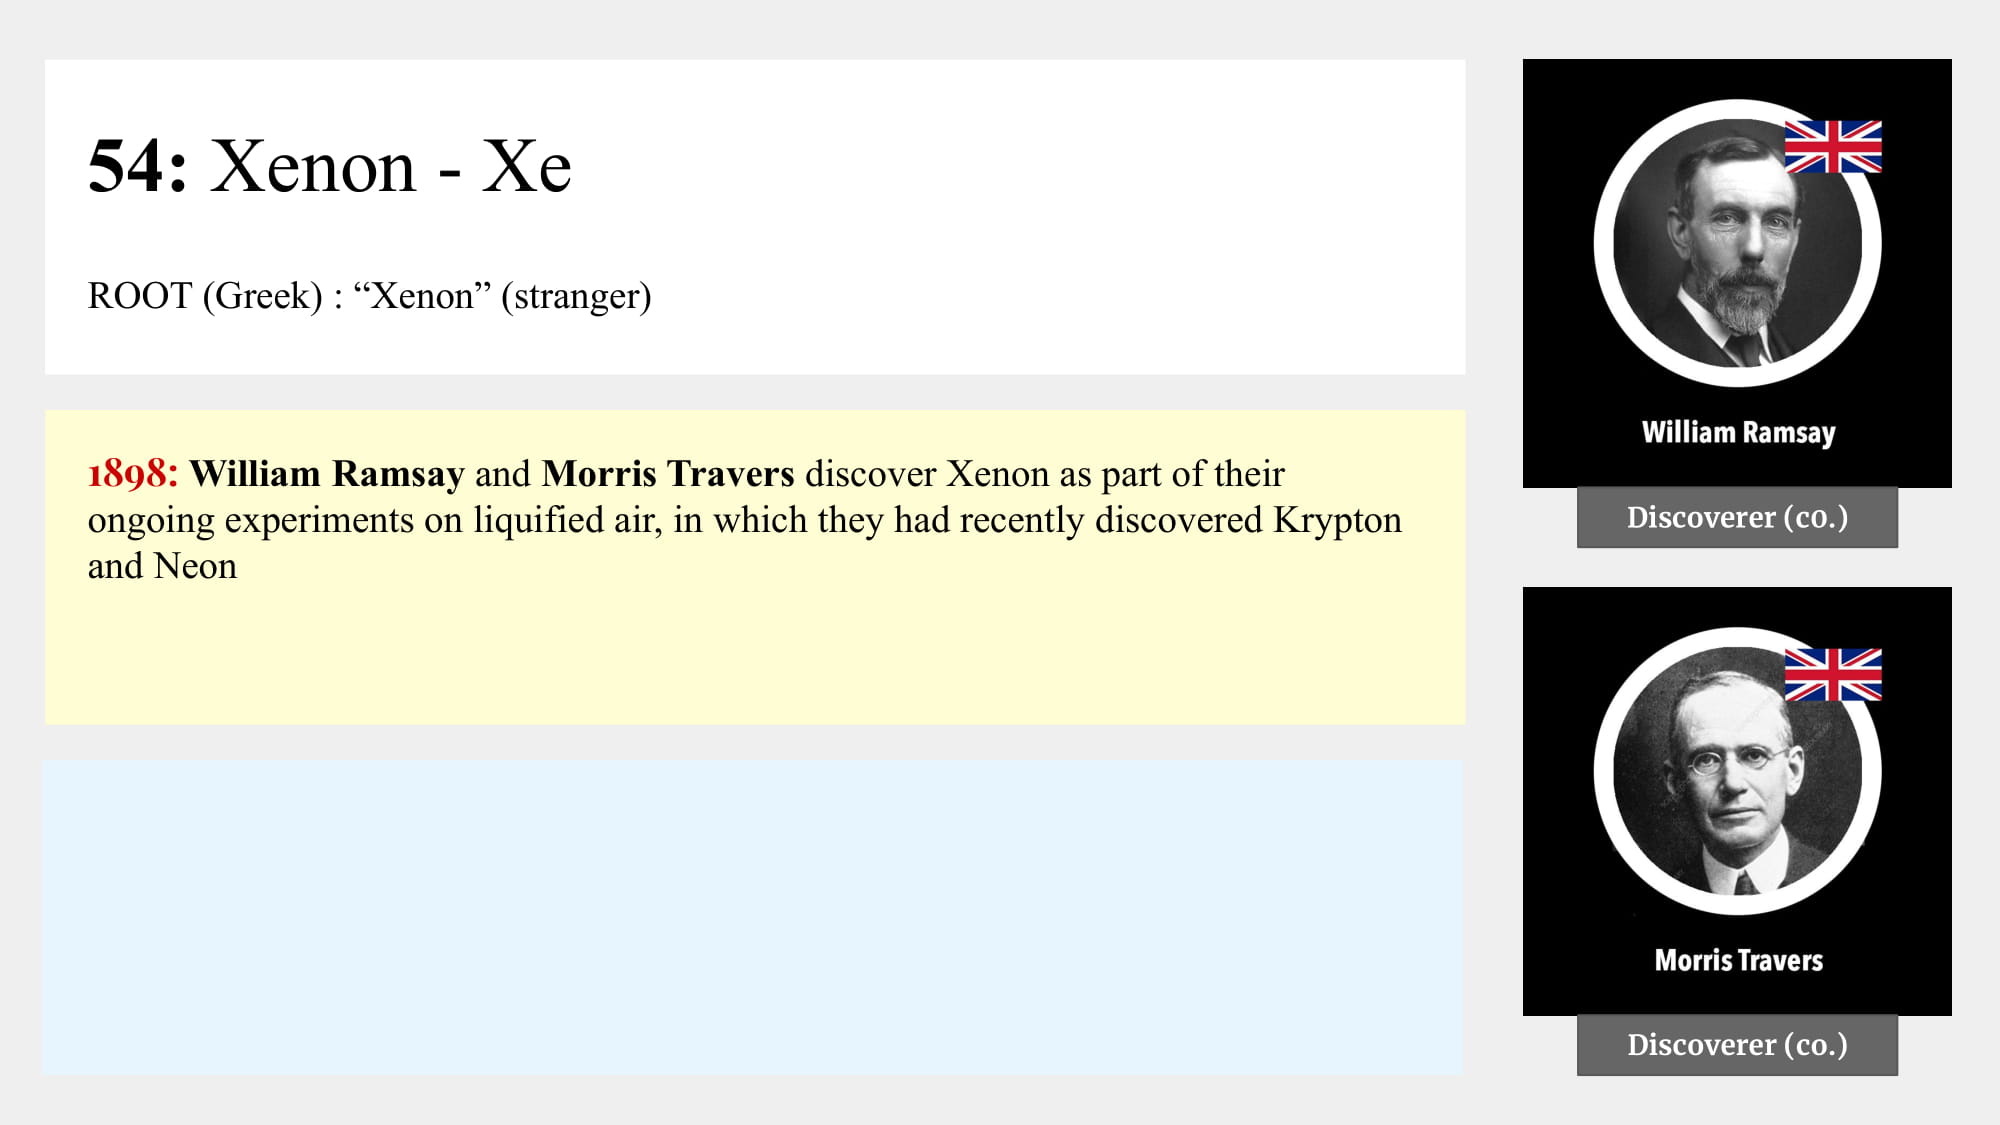 54: Xenon - Xe
ROOT (Greek) : “Xenon” (stranger)
1898: William Ramsay and Morris Travers discover Xenon as part of their
ongoing experiments on liquified air, in which they had recently discovered Krypton
and Neon
William Ramsay
Discoverer (co.)
Morris Travers
Discoverer (co.)